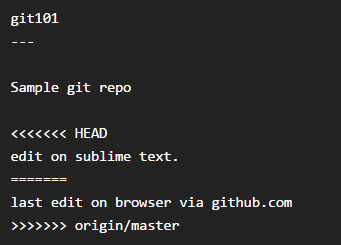 git101
---
Sample git repo
<<<<<<< HEAD
edit on sublime text.
=======
last edit on browser via github.com
>>>>>>> origin/master